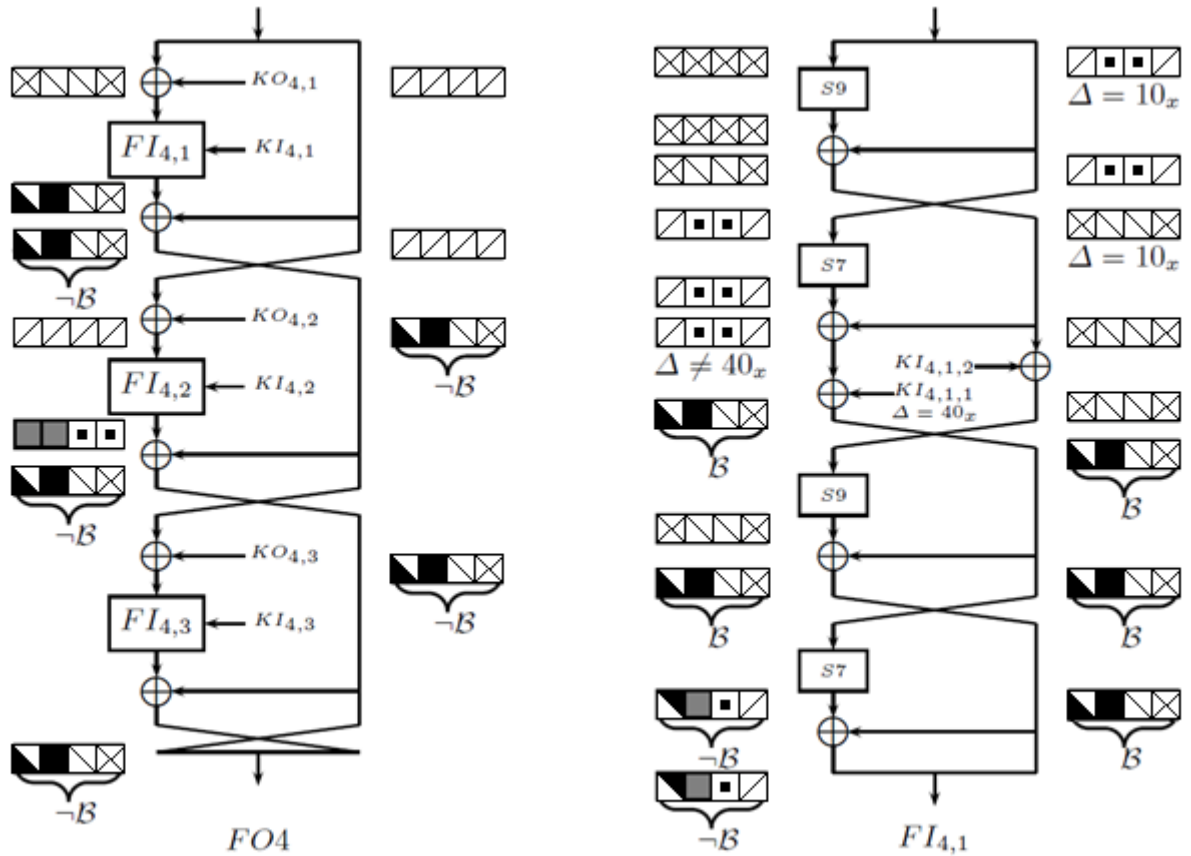 KO4,1
FI4,1
KI4,1
¬B
KO4,2
FI4,2
KI4,2
¬B
¬B
KO4,3
FI4,3
KI4,3
¬B
¬B
FO4
S9
Δ = 10x
S7
Δ = 10x
Δ ≠ 40x
KI4,1,2
KI4,1,1
Δ = 40x
B
B
S9
B
B
S7
¬B
B
¬B
FI4,1